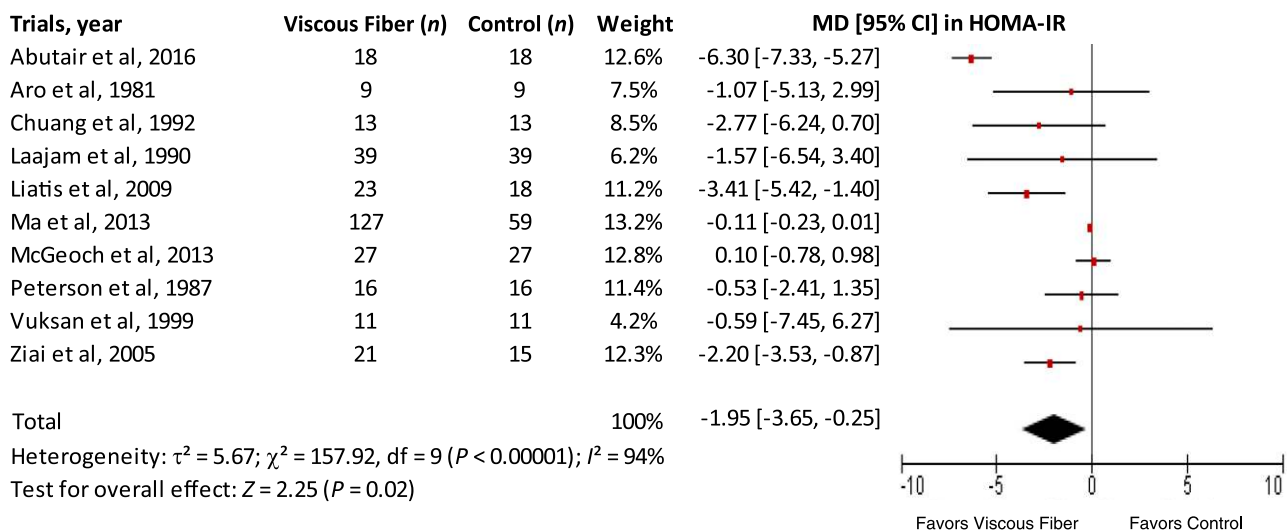 Trials, year Viscous Fiber (n) Control (n) Weight MD [95% CI] in HOMA-IR
Abutair et al, 2016 18 18 12.6% -6.30 [-7.33, -5.27]
Aro et al, 1981 9 9 7.5% -1.07 [-5.13, 2.99]
Chuang et al, 1992 13 13 8.5% -2.77 [-6.24, 0.70]
Laajam et al, 1990 39 39 6.2% -1.57 [-6.54, 3.40]
Liatis et al, 2009 23 18 11.2% -3.41 [-5.42, -1.40]
Ma et al, 2013 127 59 13.2% -0.11 [-0.23, 0.01]
McGeoch et al, 2013 27 27 12.8% 0.10 [-0.78, 0.98]
Peterson et al, 1987 16 16 11.4% -0.53 [-2.41, 1.35]
Vuksan et al, 1999 11 11 4.2% -0.59 [-7.45, 6.27]
Ziai et al, 2005 21 15 12.3% -2.20 [-3.53, -0.87]
Total 100% -1.95 [-3.65, -0.25]
Heterogeneity: τ² = 5.67; χ² = 157.92, df = 9 (P < 0.00001); I² = 94%
Test for overall effect: Z = 2.25 (P = 0.02)
-10 -5 0 5 10
Favors Viscous Fiber Favors Control